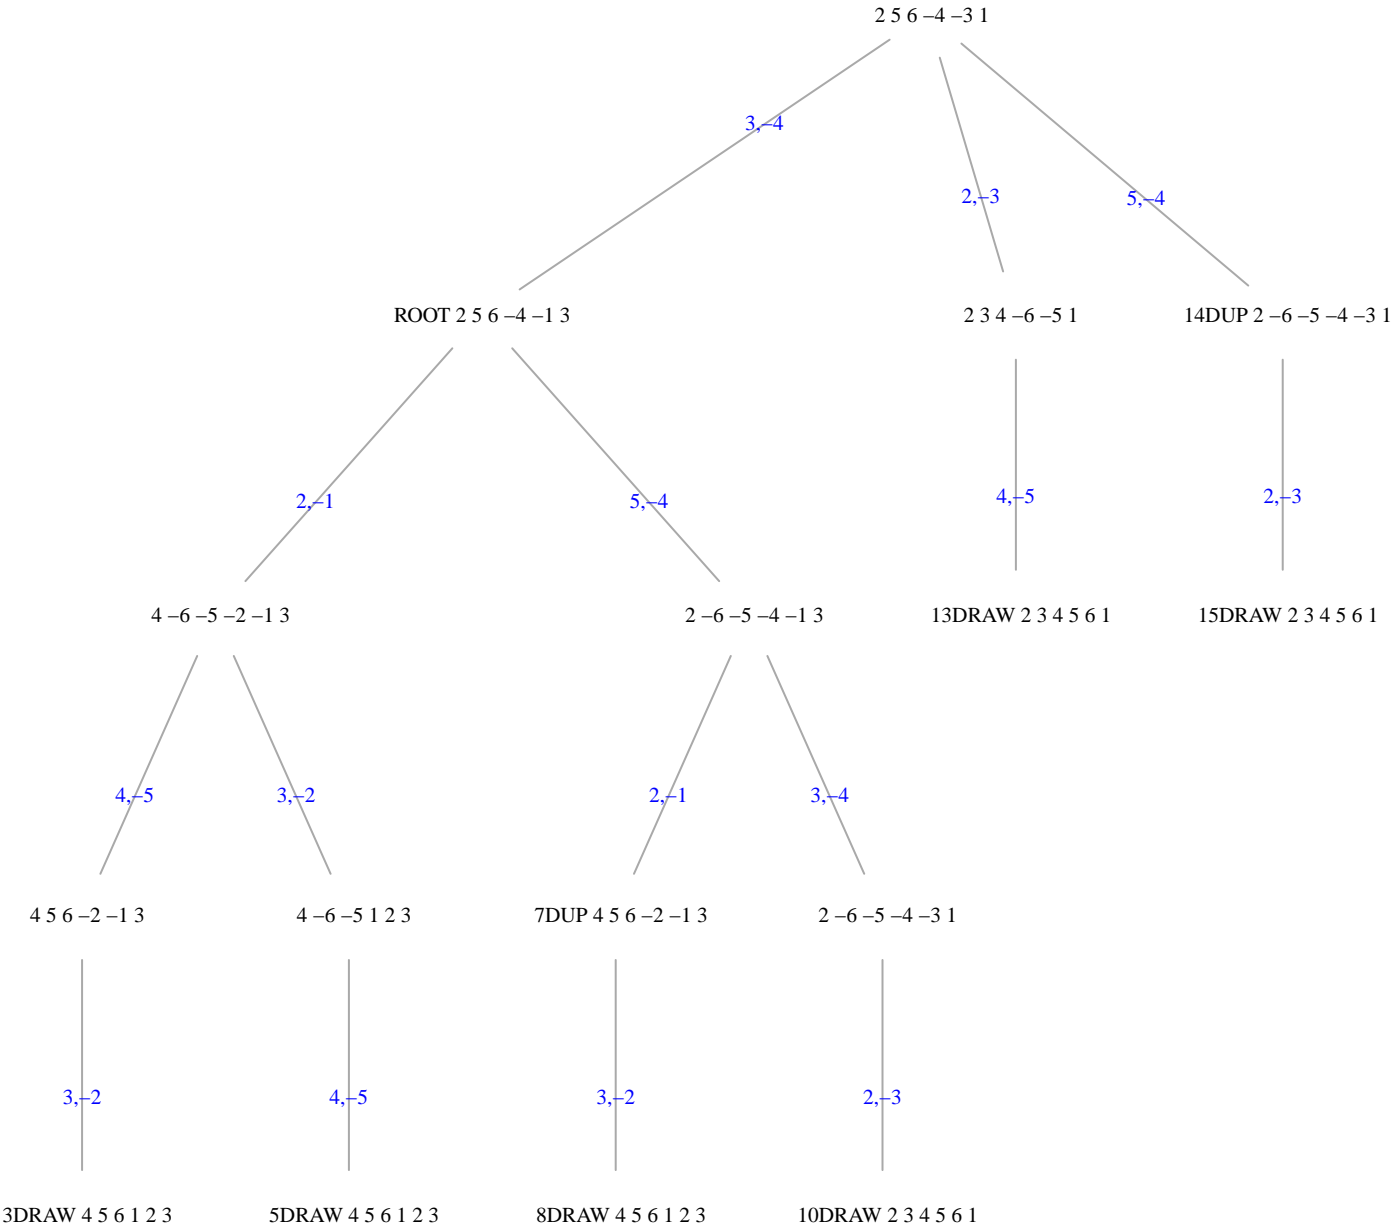 2 5 6 –4 –3 1
3,–4
2,–3
5,–4
ROOT 2 5 6 –4 –1 3
2 3 4 –6 –5 1
14DUP 2 –6 –5 –4 –3 1
2,–1
5,–4
4,–5
2,–3
4 –6 –5 –2 –1 3
2 –6 –5 –4 –1 3
13DRAW 2 3 4 5 6 1
15DRAW 2 3 4 5 6 1
4,–5
3,–2
2,–1
3,–4
4 5 6 –2 –1 3
4 –6 –5 1 2 3
7DUP 4 5 6 –2 –1 3
2 –6 –5 –4 –3 1
3,–2
4,–5
3,–2
2,–3
3DRAW 4 5 6 1 2 3
5DRAW 4 5 6 1 2 3
8DRAW 4 5 6 1 2 3
10DRAW 2 3 4 5 6 1